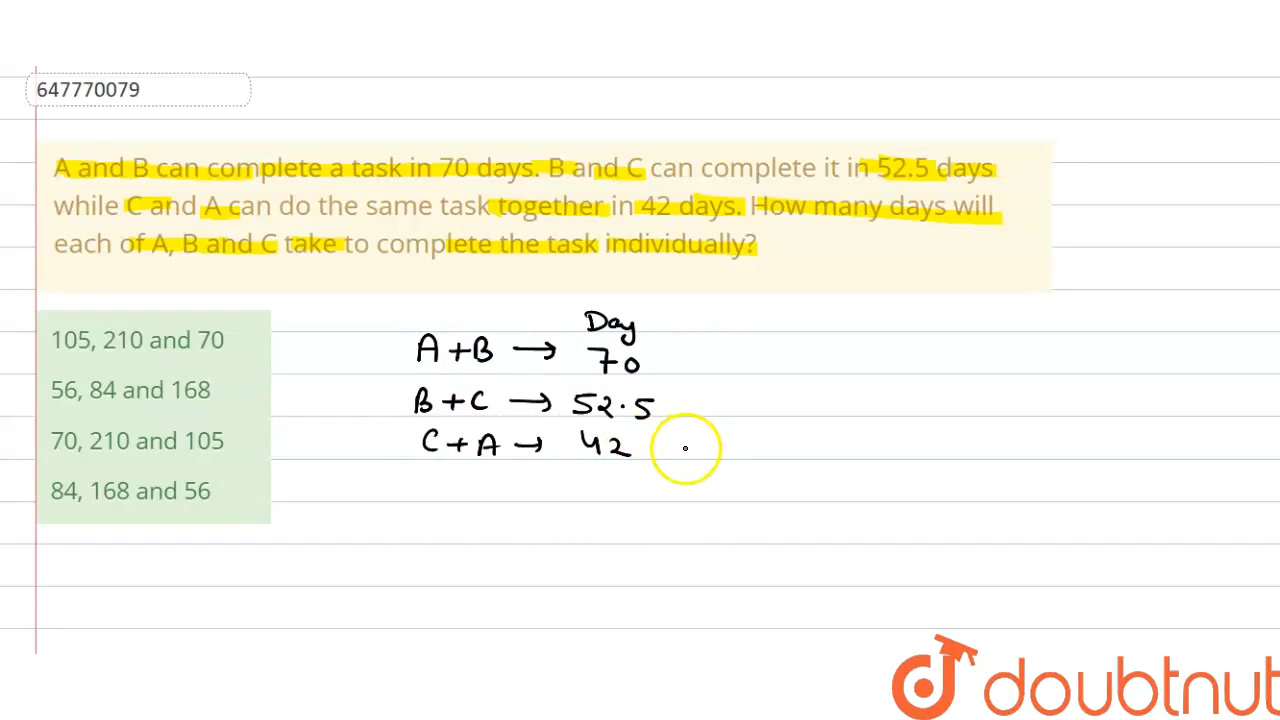 647770079
A and B can complete a task in 70 days. B and C can complete it in 52.5 days
while C and A can do the same task together in 42 days. How many days will
each of A, B and C take to complete the task individually?
105, 210 and 70
56, 84 and 168
70, 210 and 105
84, 168 and 56
Day
A + B → 70
B + C → 52.5
C + A → 42
doubtnut